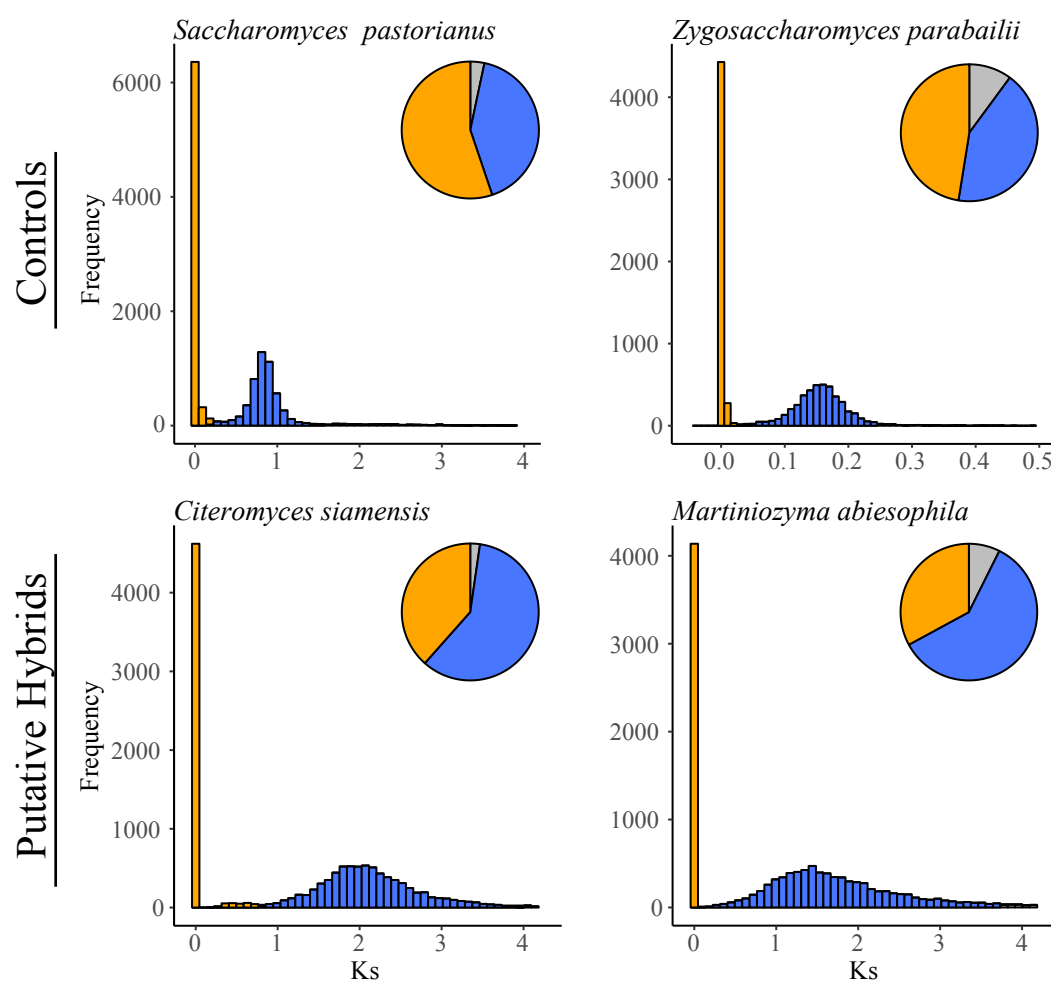 Saccharomyces pastorianus
Zygosaccharomyces parabailii
Controls
Frequency
6000
4000
2000
0
0 1 2 3 4
4000
3000
2000
1000
0
0.0 0.1 0.2 0.3 0.4 0.5
Citeromyces siamensis
Martiniozyma abiesophila
Putative Hybrids
Frequency
4000
3000
2000
1000
0
0 1 2 3 4
Ks
4000
3000
2000
1000
0
0 1 2 3 4
Ks